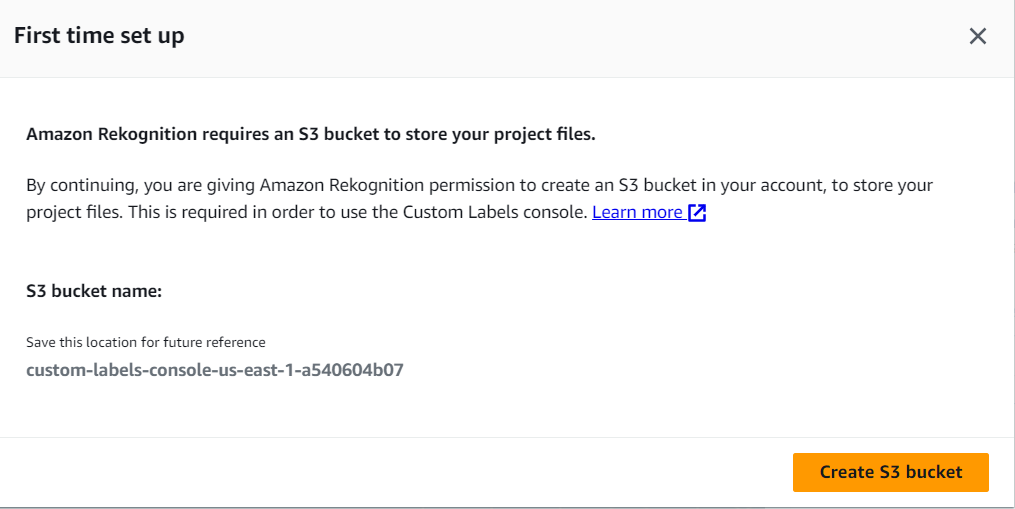 First time set up
Amazon Rekognition requires an S3 bucket to store your project files.
By continuing, you are giving Amazon Rekognition permission to create an S3 bucket in your account, to store your
project files. This is required in order to use the Custom Labels console. Learn more
S3 bucket name:
Save this location for future reference
custom-labels-console-us-east-1-a540604b07
Create S3 bucket